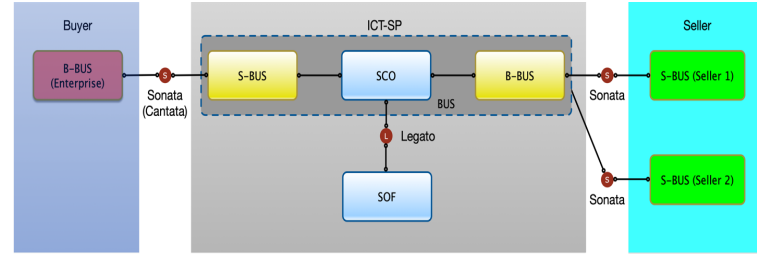 Buyer
ICT-SP
Seller
B-BUS
(Enterprise)
S
Sonata
(Cantata)
S-BUS
SCO
B-BUS
BUS
S
Sonata
S-BUS (Seller 1)
L
Legato
SOF
S
Sonata
S-BUS (Seller 2)